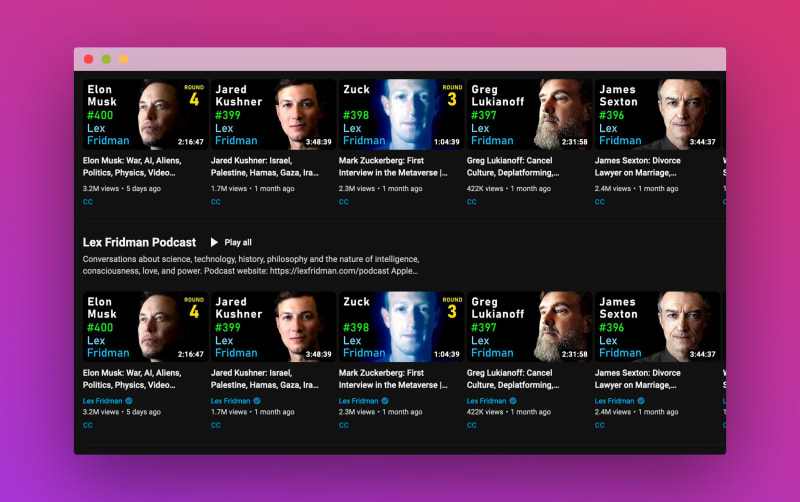 Elon
Musk
#400
Lex
Fridman
ROUND
4
2:16:47
Jared
Kushner
#399
Lex
Fridman
3:48:39
Zuck
#398
Lex
Fridman
ROUND
3
1:04:39
Greg
Lukianoff
#397
Lex
Fridman
2:31:58
James
Sexton
#396
Lex
Fridman
3:44:37
Elon Musk: War, AI, Aliens,
Politics, Physics, Video...
3.2M views • 5 days ago
CC
Jared Kushner: Israel,
Palestine, Hamas, Gaza, Ira...
1.7M views • 1 month ago
CC
Mark Zuckerberg: First
Interview in the Metaverse |...
2.3M views • 1 month ago
CC
Greg Lukianoff: Cancel
Culture, Deplatforming,...
422K views • 1 month ago
CC
James Sexton: Divorce
Lawyer on Marriage,...
2.4M views • 1 month ago
CC
Lex Fridman Podcast
Play all
Conversations about science, technology, history, philosophy and the nature of intelligence,
consciousness, love, and power. Podcast website: https://lexfridman.com/podcast Apple...
Elon
Musk
#400
Lex
Fridman
ROUND
4
2:16:47
Jared
Kushner
#399
Lex
Fridman
3:48:39
Zuck
#398
Lex
Fridman
ROUND
3
1:04:39
Greg
Lukianoff
#397
Lex
Fridman
2:31:58
James
Sexton
#396
Lex
Fridman
3:44:37
Elon Musk: War, AI, Aliens,
Politics, Physics, Video...
Lex Fridman
3.2M views • 5 days ago
CC
Jared Kushner: Israel,
Palestine, Hamas, Gaza, Ira...
Lex Fridman
1.7M views • 1 month ago
CC
Mark Zuckerberg: First
Interview in the Metaverse |...
Lex Fridman
2.3M views • 1 month ago
CC
Greg Lukianoff: Cancel
Culture, Deplatforming,...
Lex Fridman
422K views • 1 month ago
CC
James Sexton: Divorce
Lawyer on Marriage,...
Lex Fridman
2.4M views • 1 month ago
CC